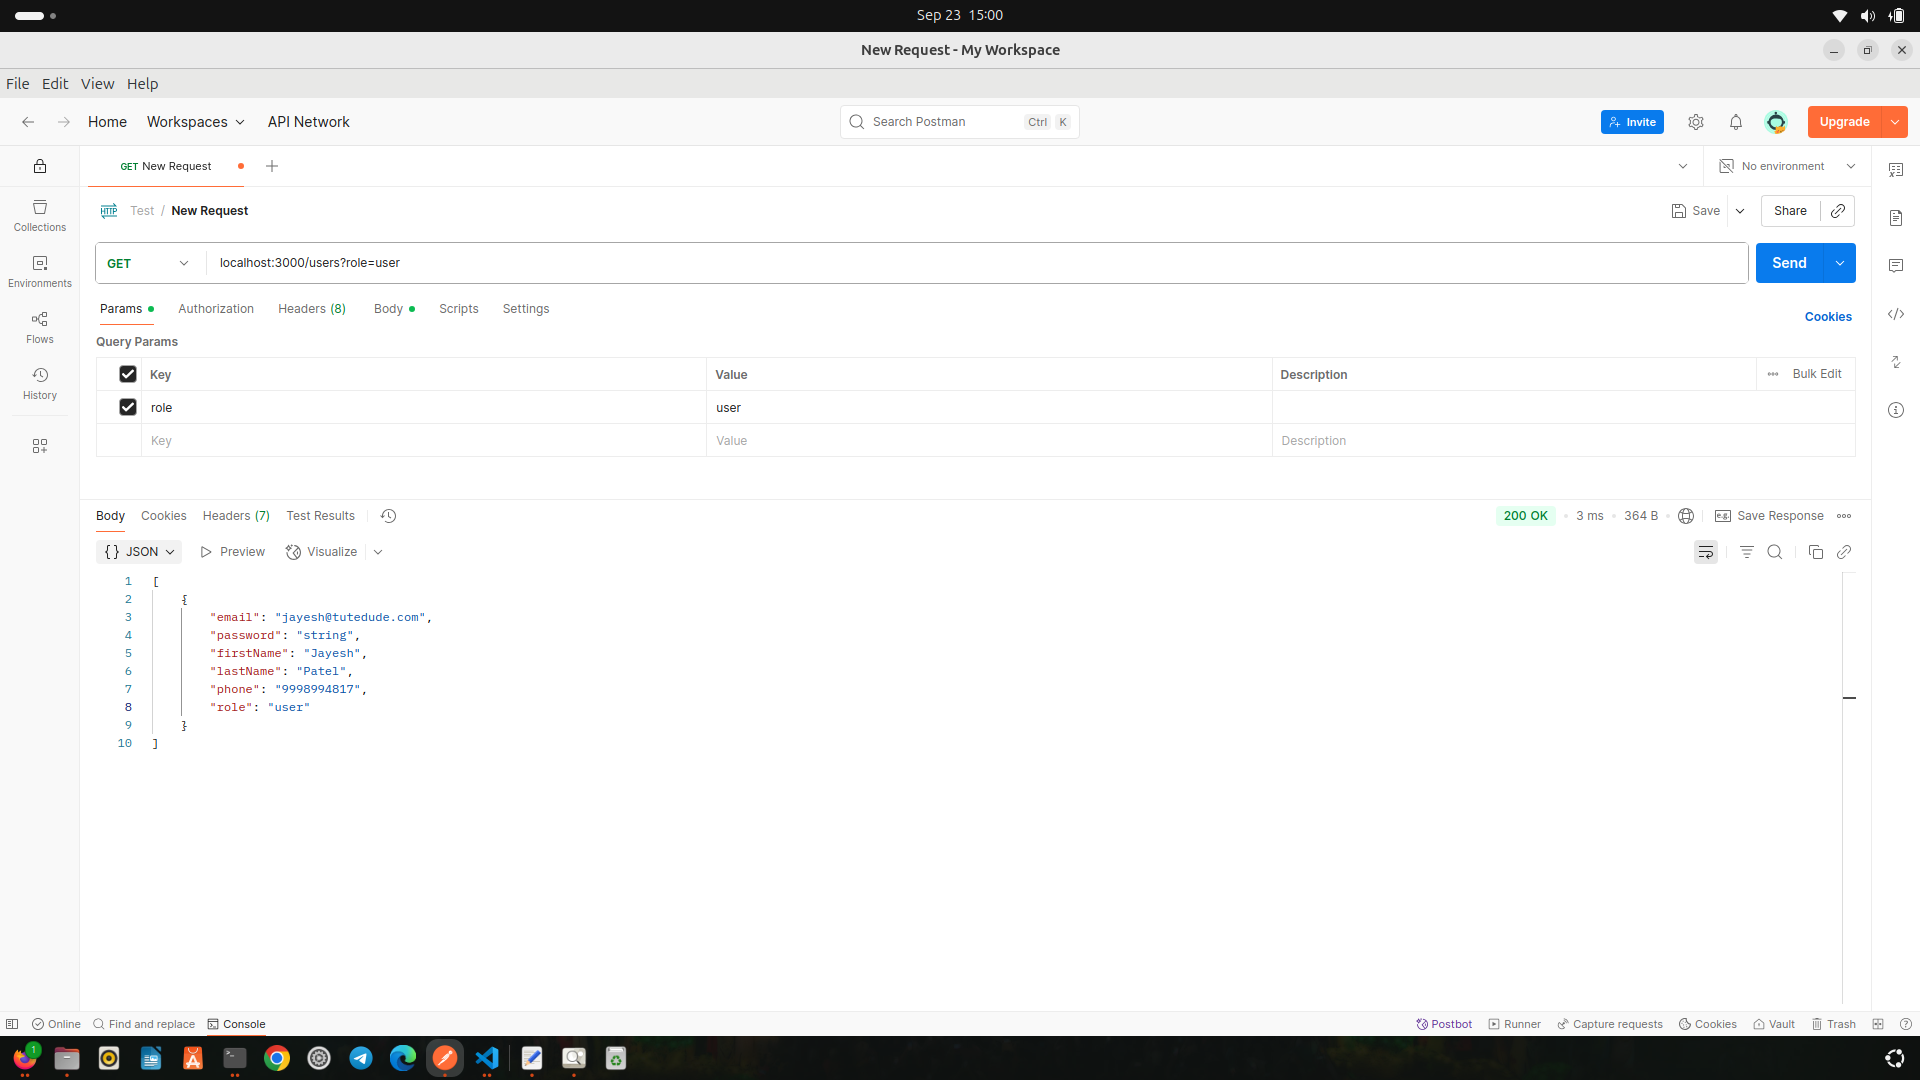 Sep 23 15:00
New Request - My Workspace
File Edit View Help
Home Workspaces API Network
Search Postman Ctrl K
Invite
Upgrade
GET New Request
No environment
HTTP Test / New Request
Save Share
GET localhost:3000/users?role=user
Send
Params Authorization Headers (8) Body Scripts Settings
Cookies
Collections
Environments
Flows
History
Query Params
Key Value Description Bulk Edit
role user
Key Value Description
Body Cookies Headers (7) Test Results
200 OK 3 ms 364 B e.g. Save Response
{ } JSON Preview Visualize
1 [
2 {
3 "email": "jayesh@tutedude.com",
4 "password": "string",
5 "firstName": "Jayesh",
6 "lastName": "Patel",
7 "phone": "9998994817",
8 "role": "user"
9 }
10 ]
Online Find and replace Console
Postbot Runner Capture requests Cookies Vault Trash
1